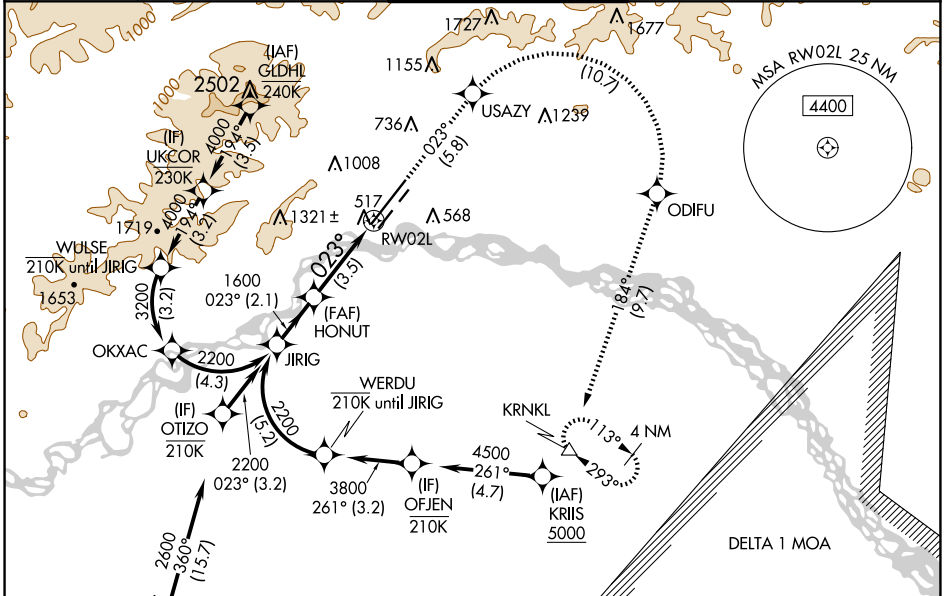 1000
1727
1677
(IAF)
GLDHL
240K
2502
1155
(10.7)
MSA RW02L 25 NM
4400
1000
4000
194°
(3.5)
USAZY
1239
736
023°
(5.8)
(IF)
UKCOR
230K
1008
4000
194°
(3.2)
517
1321 ±
568
ODIFU
1719
RW02L
WULSE
210K until JIRIG
1653
3200
(3.2)
1600
023° (2.1)
023°
(3.5)
(FAF)
HONUT
184°
(9.7)
OKXAC
2200
(4.3)
JIRIG
WERDU
210K until JIRIG
(IF)
OTIZO
210K
2200
(5.2)
KRNKL
113°
4 NM
293°
2200
023° (3.2)
4500
261°
(4.7)
3800
261° (3.2)
(IF)
OFJEN
210K
(IAF)
KRIIS
5000
2600
360°
(15.7)
DELTA 1 MOA